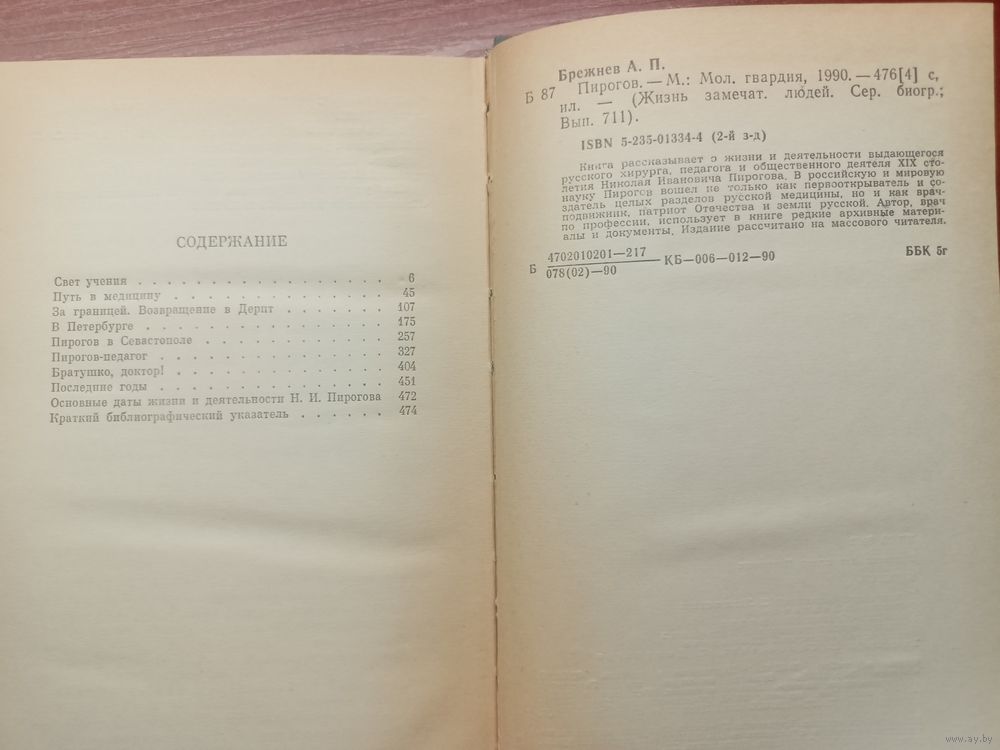 СОДЕРЖАНИЕ
Свет учения . . . . . . . . . . . . . . . . . 6
Путь в медицину . . . . . . . . . . . . . . 45
За границей. Возвращение в Дерпт . . . . . . . 107
В Петербурге . . . . . . . . . . . . . . . . 175
Пирогов в Севастополе . . . . . . . . . . . . 257
Пирогов-педагог . . . . . . . . . . . . . . . 327
Братушко, доктор! . . . . . . . . . . . . . . 404
Последние годы . . . . . . . . . . . . . . . 451
Основные даты жизни и деятельности Н. И. Пирогова 472
Краткий библиографический указатель . . . . . . 474
Брежнев А. П.
Б 87 Пирогов. — М.: Мол. гвардия, 1990. — 476[4] с,
ил. — (Жизнь замечат. людей. Сер. биогр.;
Вып. 711).
ISBN 5-235-01334-4 (2-й з-д)
Книга рассказывает о жизни и деятельности выдающегося
русского хирурга, педагога и общественного деятеля XIX сто-
летия Николая Ивановича Пирогова. В российскую и мировую
науку Пирогов вошел не только как первооткрыватель и со-
здатель целых разделов русской медицины, но и как врач-
подвижник, патриот Отечества и земли русской. Автор, врач
по профессии, использует в книге редкие архивные матери-
алы и документы. Издание рассчитано на массового читателя.
Б 4702010201—217
078(02)—90 КБ—006—012—90 ББК 5г
www.ay.by